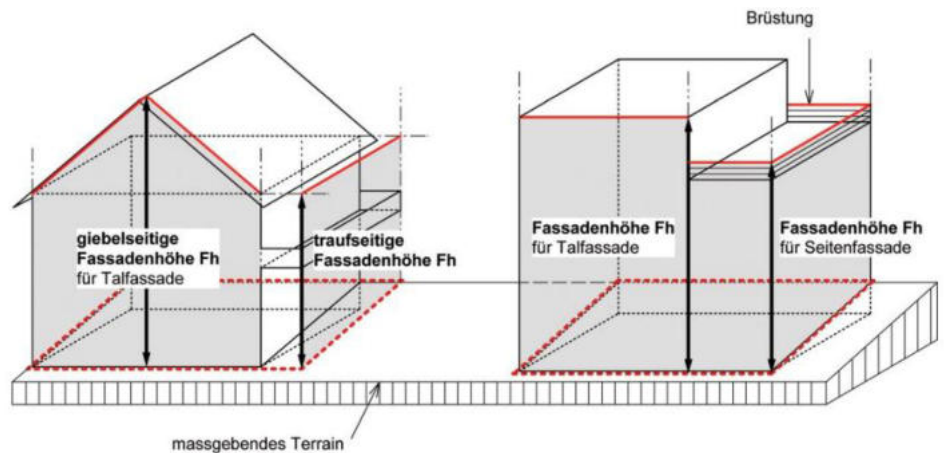 Brüstung
giebelseitige
Fassadenhöhe Fh
für Talfassade
traufseitige
Fassadenhöhe Fh
Fassadenhöhe Fh
für Talfassade
Fassadenhöhe Fh
für Seitenfassade
massgebendes Terrain